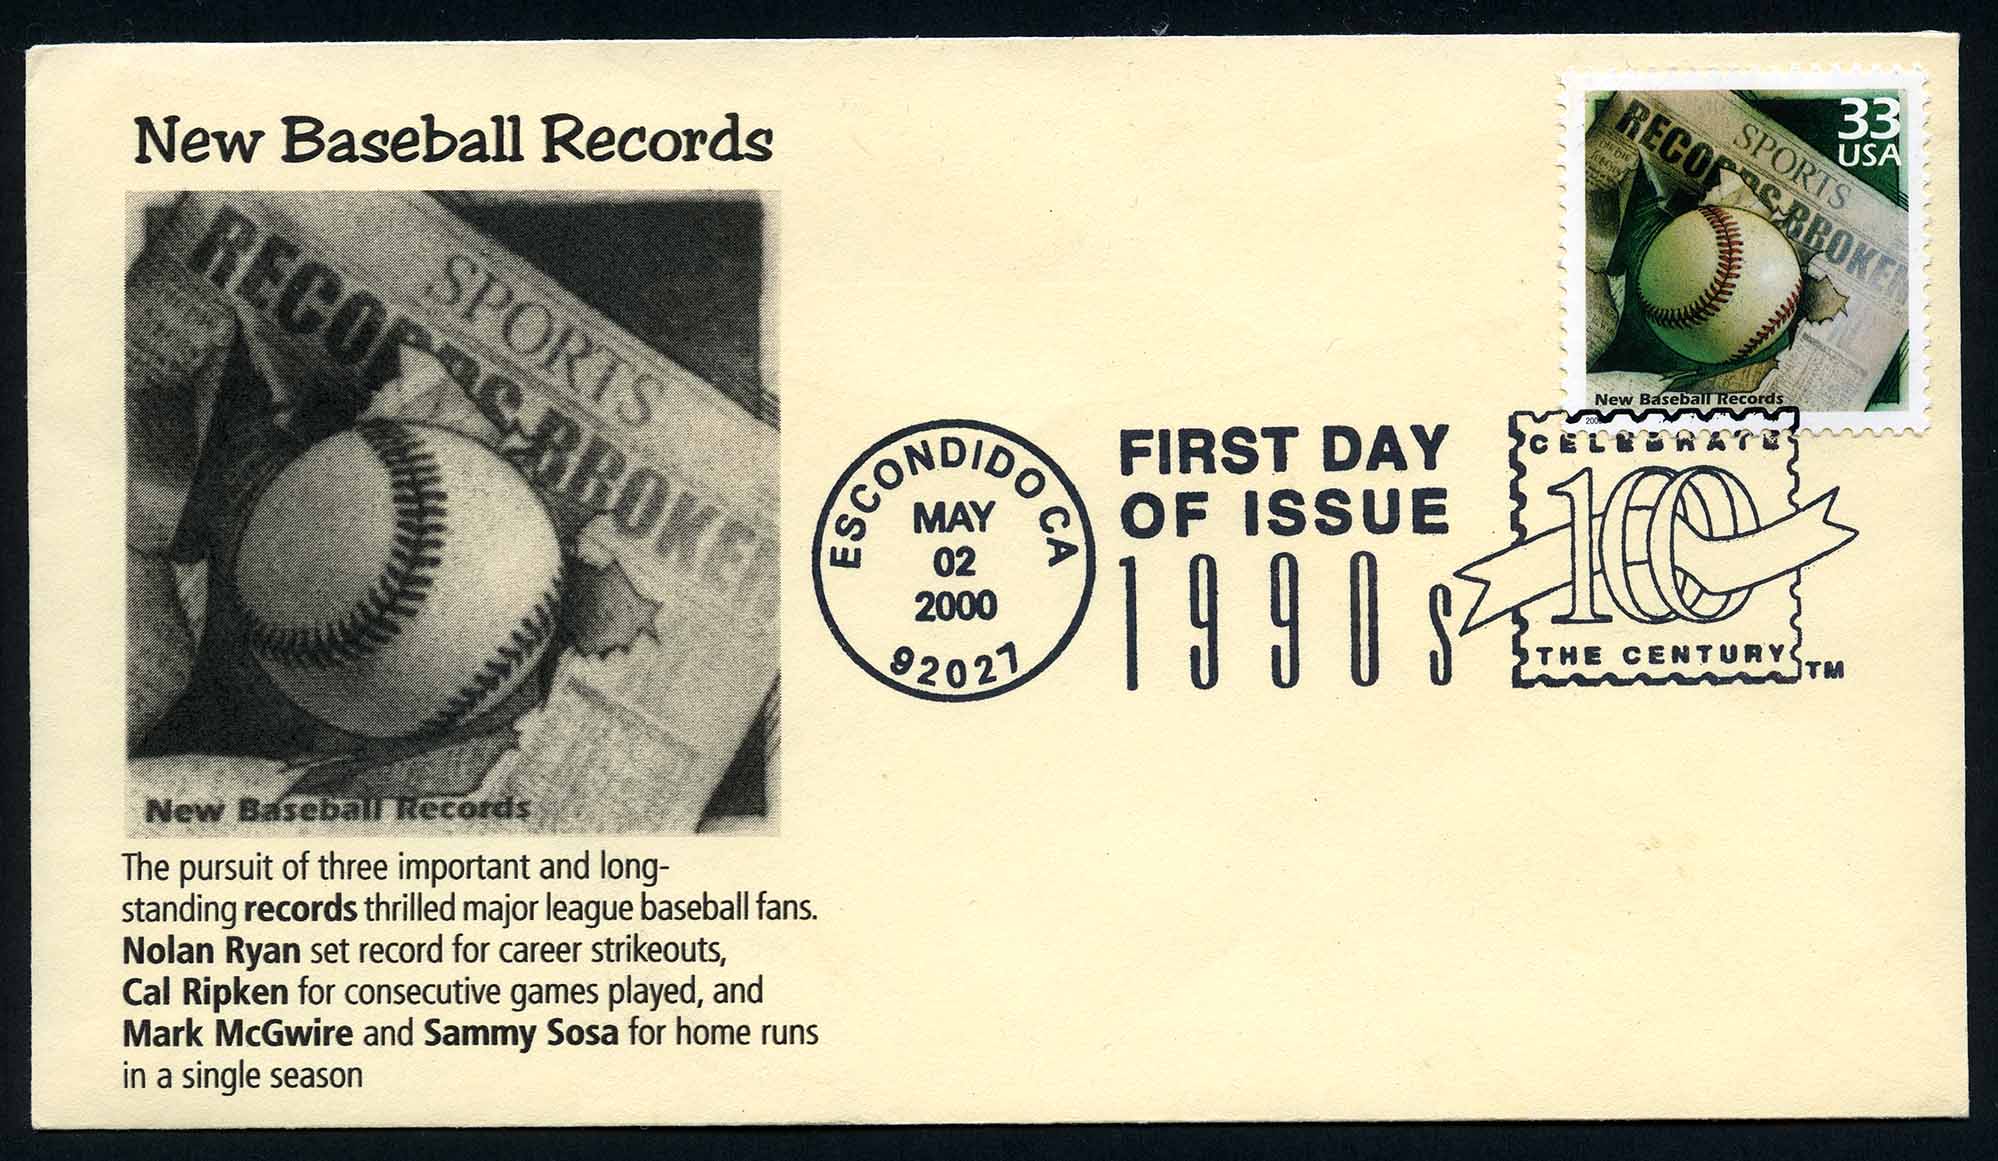 New Baseball Records
RECORDS BROKEN
SPORTS
New Baseball Records
The pursuit of three important and long-
standing records thrilled major league baseball fans.
Nolan Ryan set record for career strikeouts,
Cal Ripken for consecutive games played, and
Mark McGwire and Sammy Sosa for home runs
in a single season
ESCONDIDO CA
MAY
02
2000
92027
FIRST DAY
OF ISSUE
1990s
33
USA
SPORTS
RECORDS BROKEN
New Baseball Records
CELEBRATE
100
THE CENTURY
TM